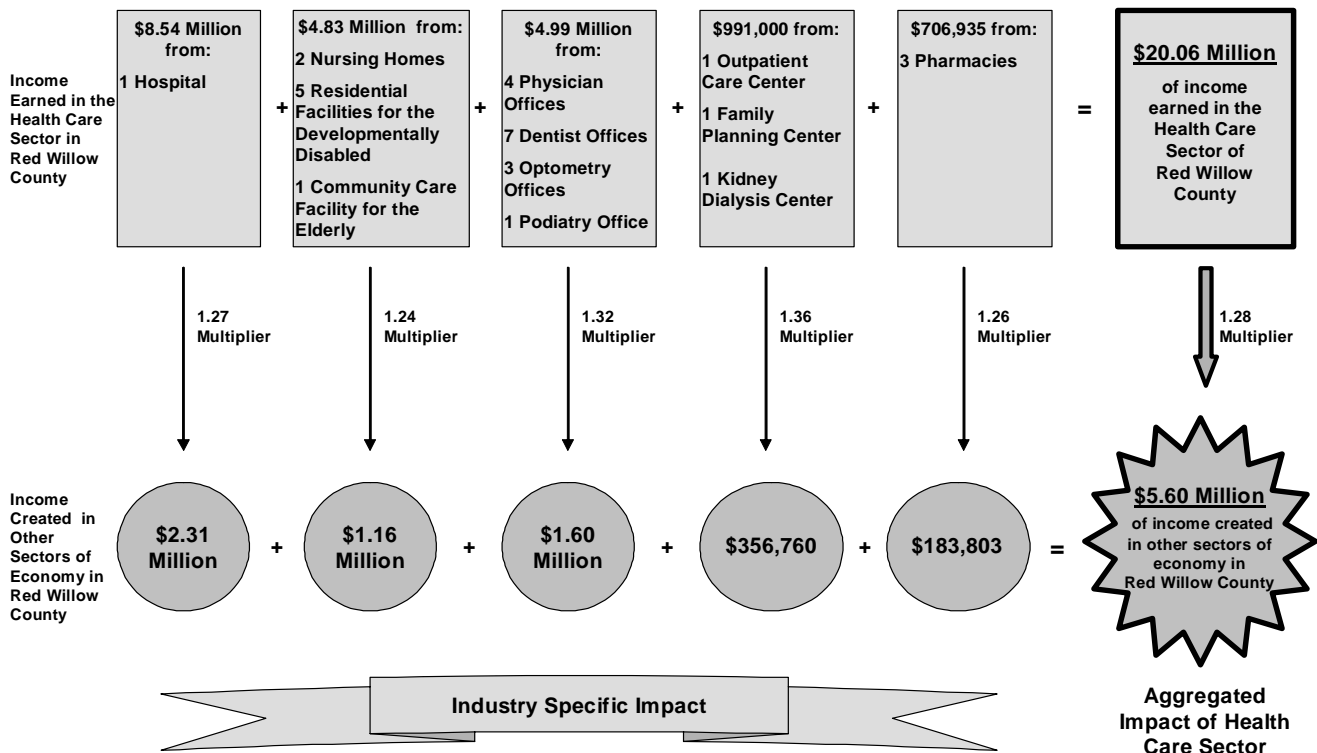 Income
Earned in the
Health Care
Sector in
Red Willow
County
$8.54 Million
from:
1 Hospital
+
$4.83 Million from:
2 Nursing Homes
5 Residential
Facilities for the
Developmentally
Disabled
1 Community Care
Facility for the
Elderly
+
$4.99 Million
from:
4 Physician
Offices
7 Dentist Offices
3 Optometry
Offices
1 Podiatry Office
+
$991,000 from:
1 Outpatient
Care Center
1 Family
Planning Center
1 Kidney
Dialysis Center
+
$706,935 from:
3 Pharmacies
=
$20.06 Million
of income
earned in the
Health Care
Sector of
Red Willow
County
1.27
Multiplier
1.24
Multiplier
1.32
Multiplier
1.36
Multiplier
1.26
Multiplier
1.28
Multiplier
Income
Created in
Other
Sectors of
Economy in
Red Willow
County
$2.31
Million
+
$1.16
Million
+
$1.60
Million
+
$356,760
+
$183,803
=
$5.60 Million
of income created
in other sectors of
economy in
Red Willow County
Industry Specific Impact
Aggregated
Impact of Health
Care Sector